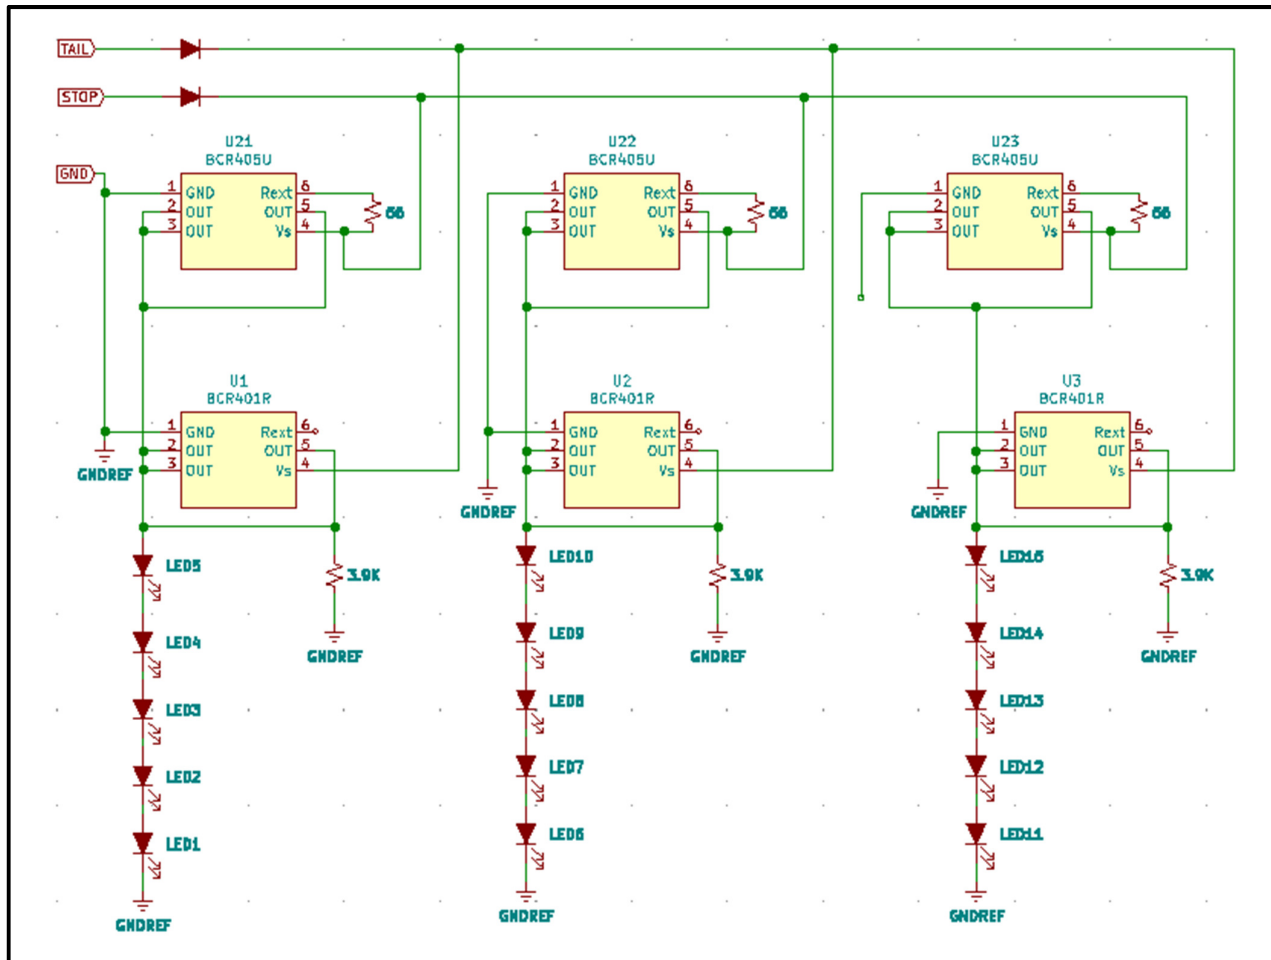 TAIL
STOP
GND
U21
BCR405U
1 GND Rext 6
2 OUT OUT 5
3 OUT Vs 4
U22
BCR405U
1 GND Rext 6
2 OUT OUT 5
3 OUT Vs 4
U23
BCR405U
1 GND Rext 6
2 OUT OUT 5
3 OUT Vs 4
U1
BCR401R
1 GND Rext 6
2 OUT OUT 5
3 OUT Vs 4
GNDREF
U2
BCR401R
1 GND Rext 6
2 OUT OUT 5
3 OUT Vs 4
GNDREF
U3
BCR401R
1 GND Rext 6
2 OUT OUT 5
3 OUT Vs 4
GNDREF
LED5
3.9K
GNDREF
LED4
LED3
LED2
LED1
GNDREF
LED10
3.9K
GNDREF
LED9
LED8
LED7
LED6
GNDREF
3.9K
GNDREF
LED14
LED13
LED12
LED11
GNDREF